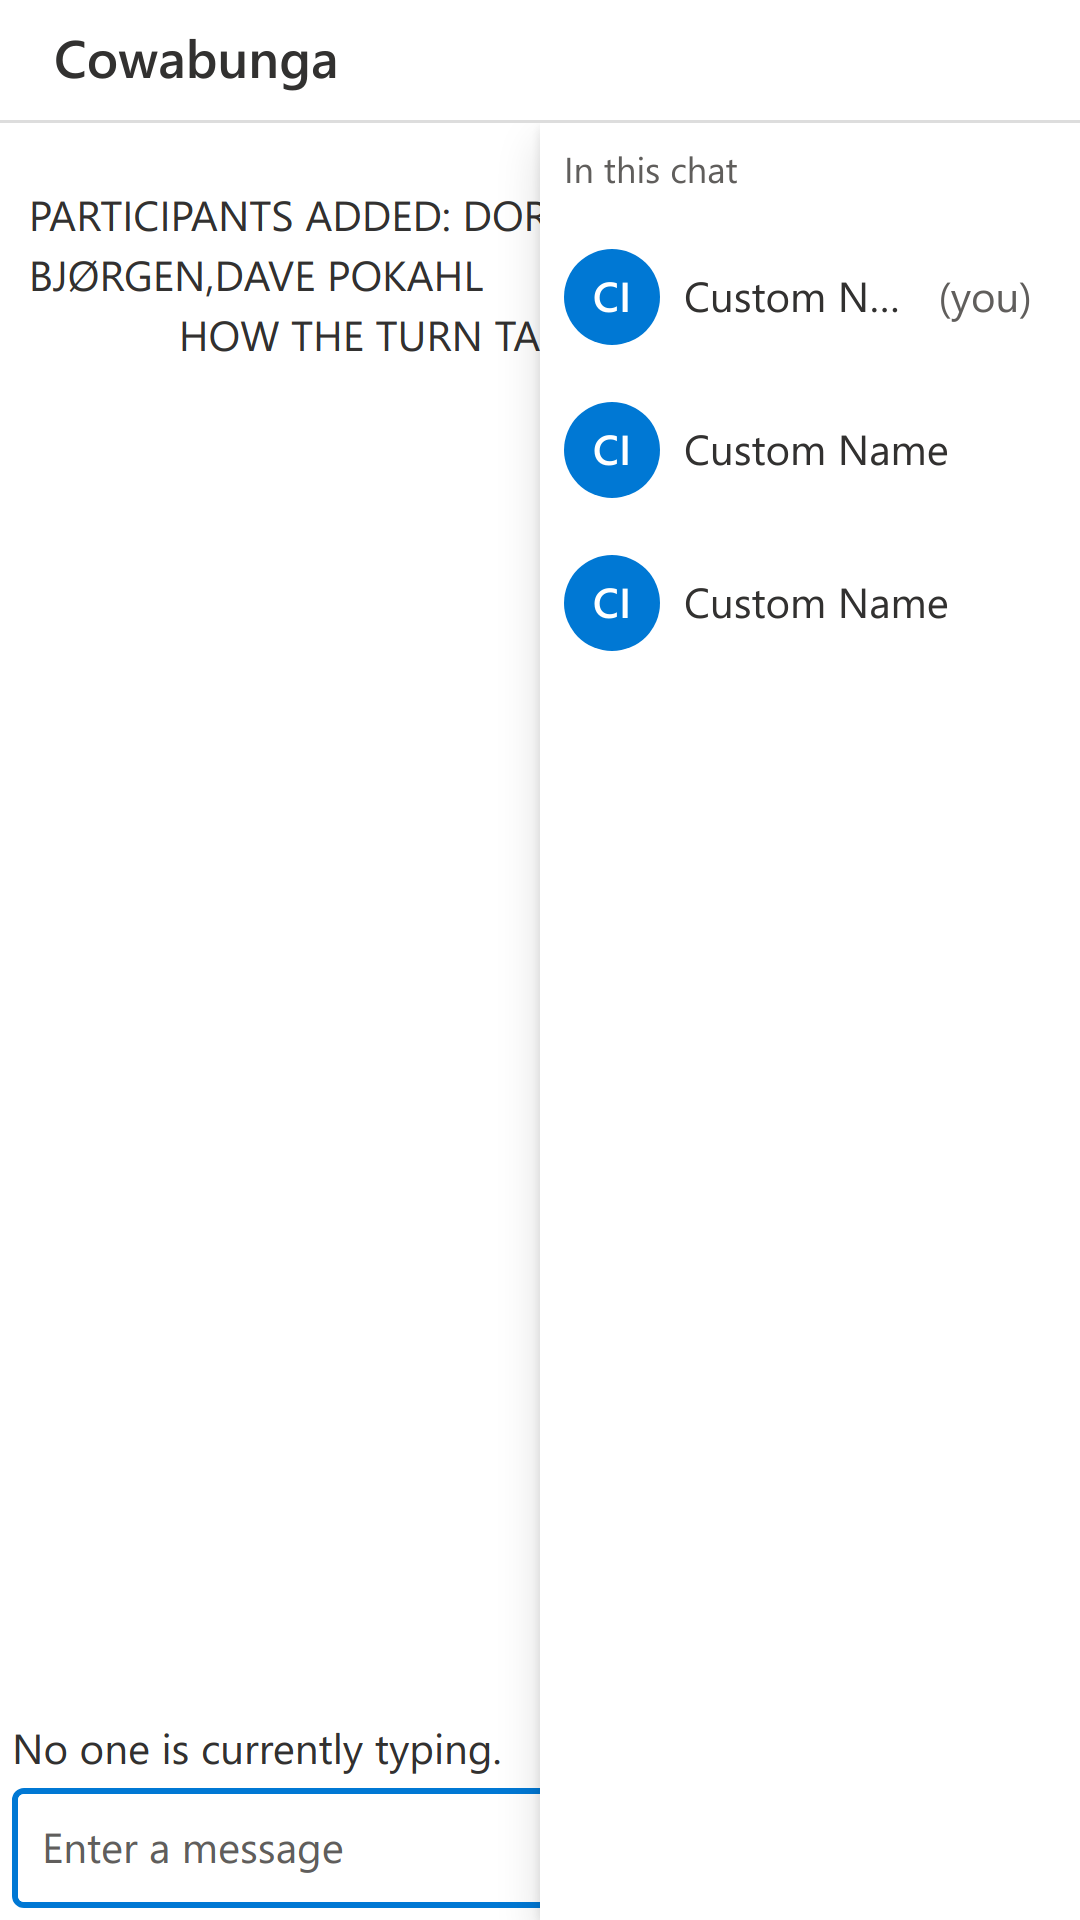 Cowabunga
In this chat
PARTICIPANTS ADDED: DOR
BJØRGEN,DAVE POKAHL
HOW THE TURN TA
CI Custom N... (you)
CI Custom Name
CI Custom Name
No one is currently typing.
Enter a message